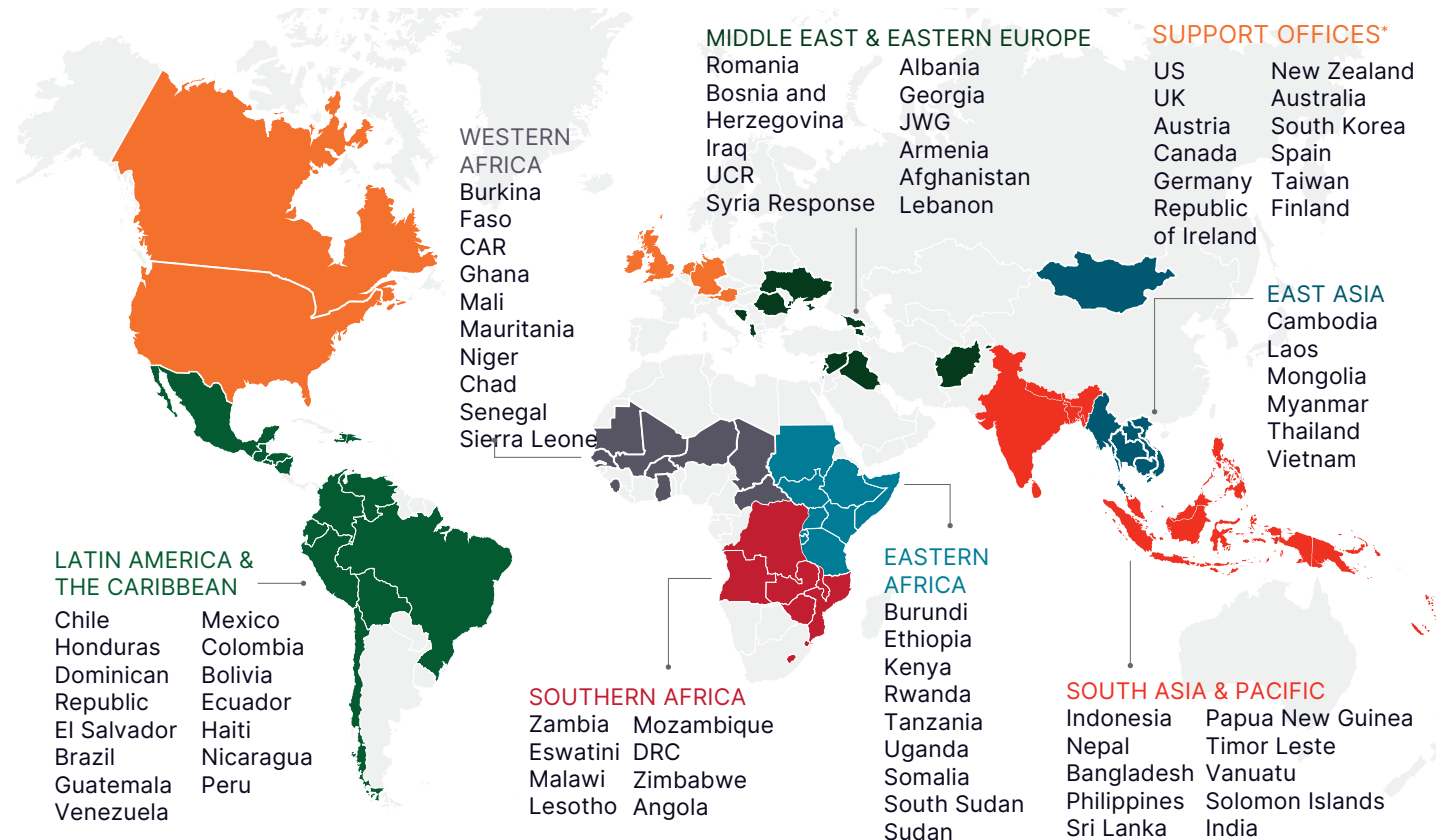 MIDDLE EAST & EASTERN EUROPE
Romania
Bosnia and
Herzegovina
Iraq
UCR
Syria Response
Albania
Georgia
JWG
Armenia
Afghanistan
Lebanon
SUPPORT OFFICES*
US
UK
Austria
Canada
Germany
Republic
of Ireland
New Zealand
Australia
South Korea
Spain
Taiwan
Finland
WESTERN
AFRICA
Burkina
Faso
CAR
Ghana
Mali
Mauritania
Niger
Chad
Senegal
Sierra Leone
EAST ASIA
Cambodia
Laos
Mongolia
Myanmar
Thailand
Vietnam
LATIN AMERICA &
THE CARIBBEAN
Chile
Honduras
Dominican
Republic
El Salvador
Brazil
Guatemala
Venezuela
Mexico
Colombia
Bolivia
Ecuador
Haiti
Nicaragua
Peru
SOUTHERN AFRICA
Zambia
Eswatini
Malawi
Lesotho
Mozambique
DRC
Zimbabwe
Angola
EASTERN
AFRICA
Burundi
Ethiopia
Kenya
Rwanda
Tanzania
Uganda
Somalia
South Sudan
Sudan
SOUTH ASIA & PACIFIC
Indonesia
Nepal
Bangladesh
Philippines
Sri Lanka
Papua New Guinea
Timor Leste
Vanuatu
Solomon Islands
India